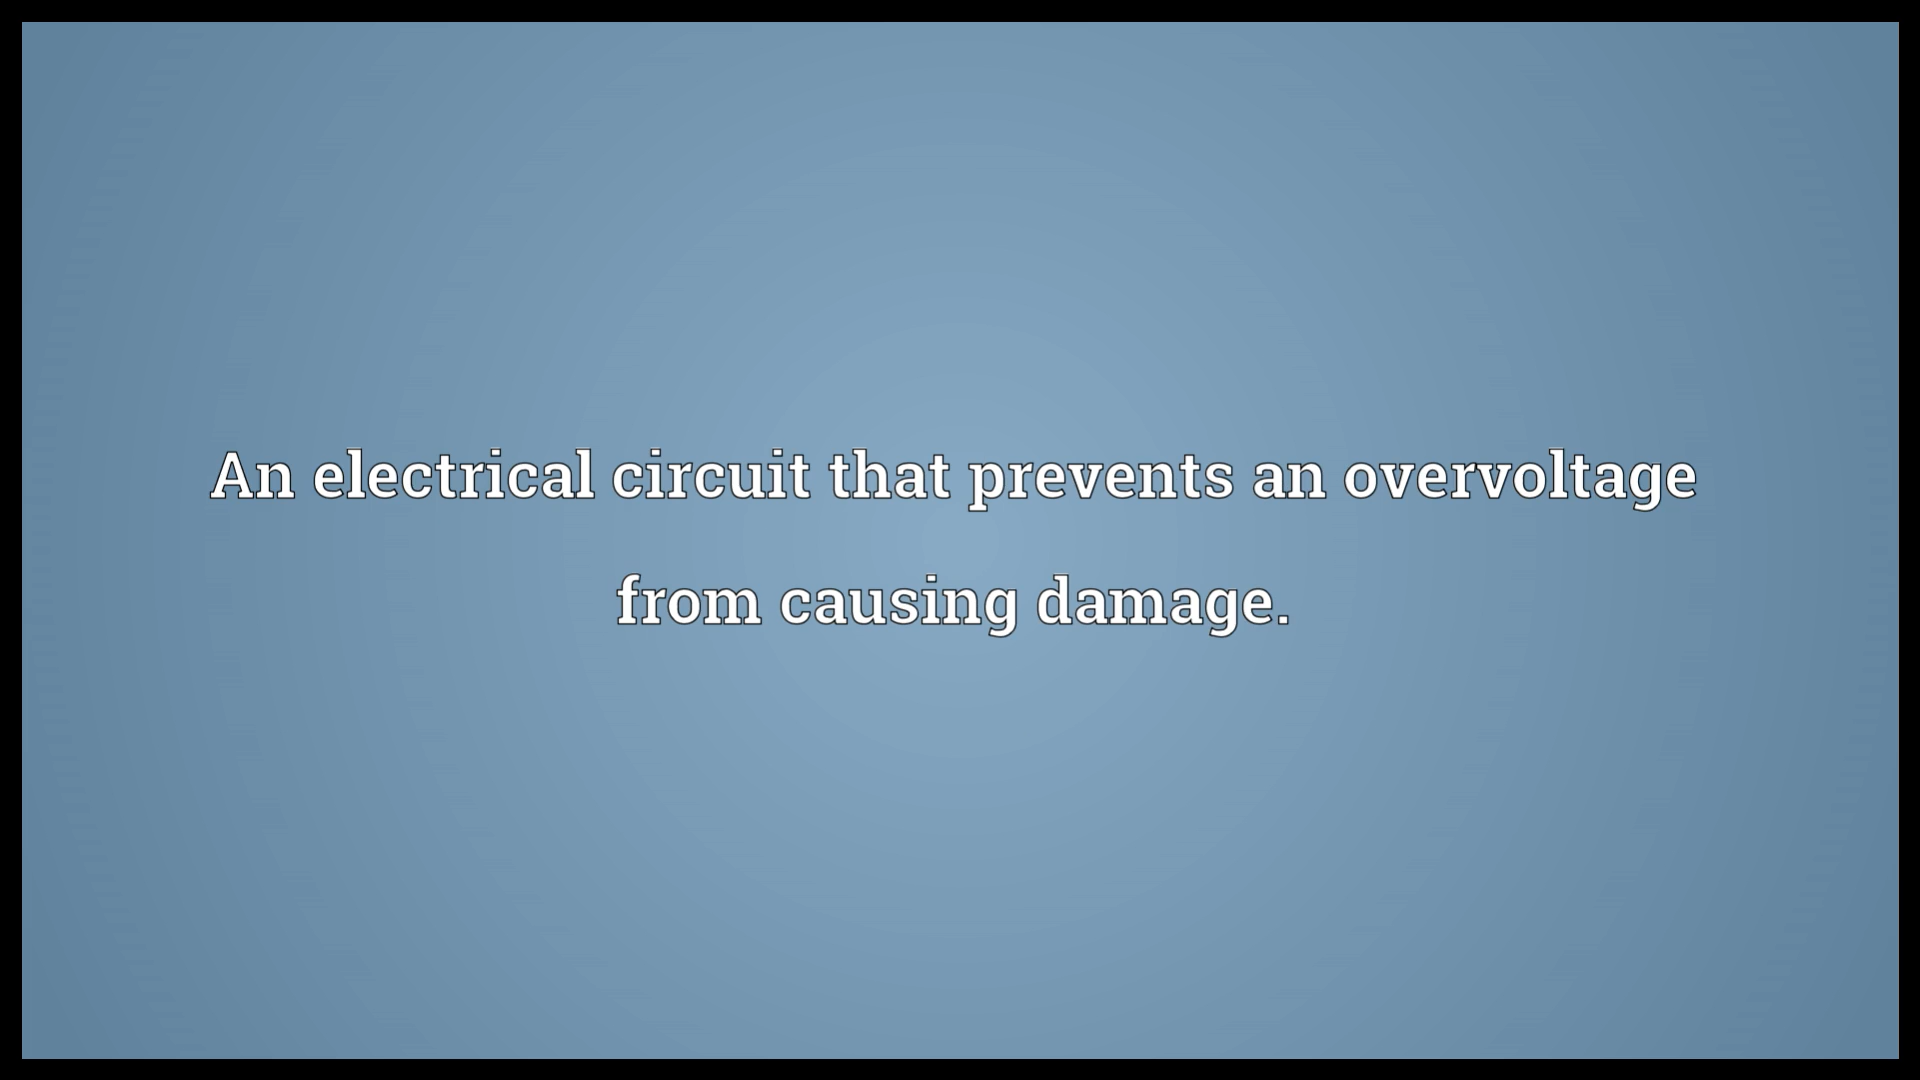 An electrical circuit that prevents an overvoltage
from causing damage.